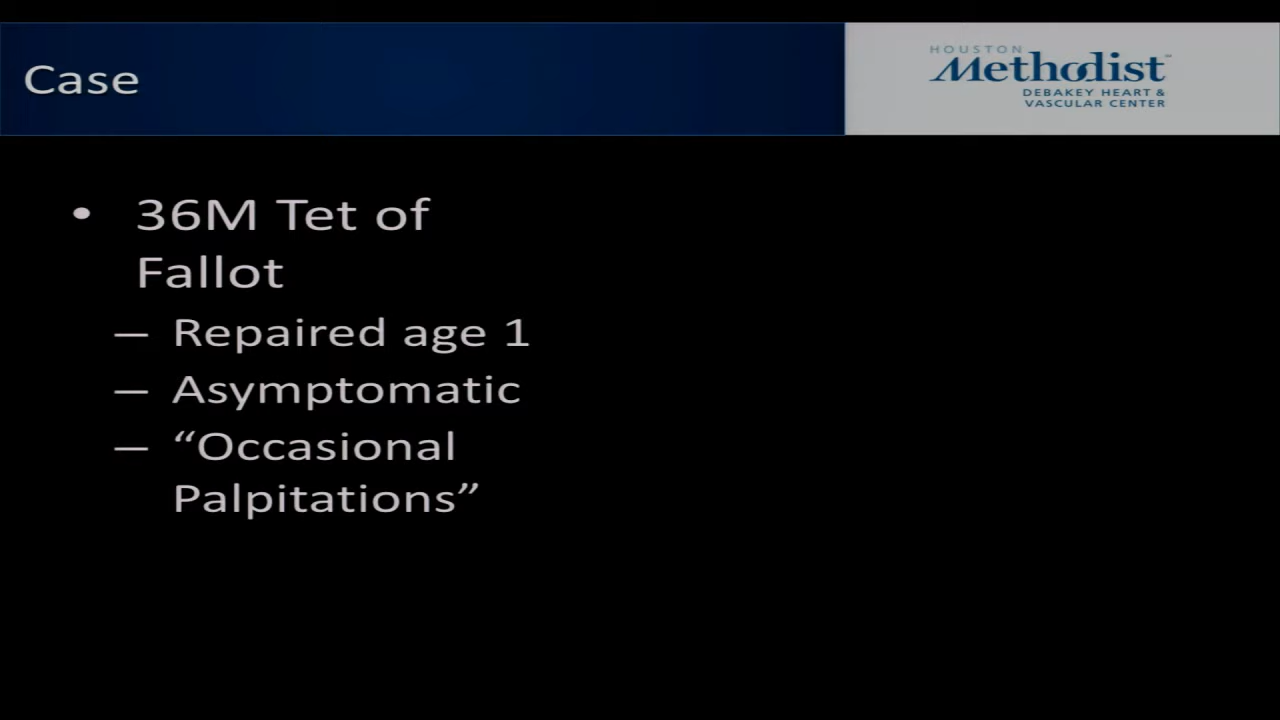 Case
HOUSTON
Methodist
DEBAKEY HEART &
VASCULAR CENTER
• 36M Tet of
Fallot
— Repaired age 1
— Asymptomatic
— “Occasional
Palpitations”